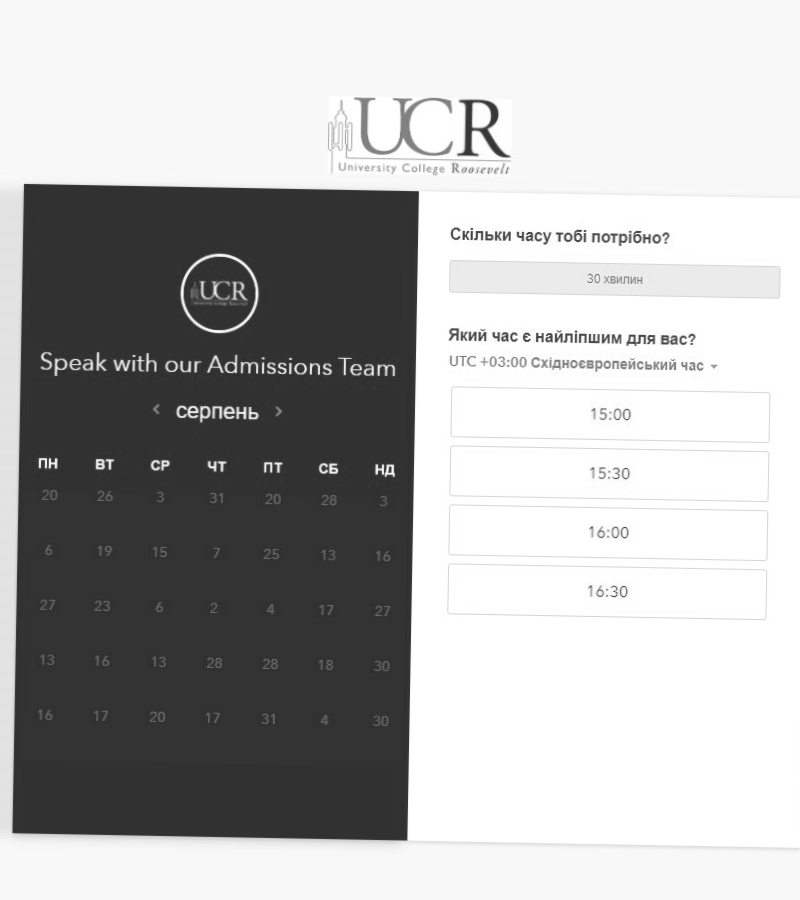 UCR
University College Roosevelt
UCR
University College Roosevelt
Speak with our Admissions Team
серпень
ПН ВТ СР ЧТ ПТ СБ НД
20 26 3 31 20 28 3
6 19 15 7 25 13 16
27 23 6 2 4 17 27
13 16 13 28 28 18 30
16 17 20 17 31 4 30
Скільки часу тобі потрібно?
30 хвилин
Який час є найліпшим для вас?
UTC +03:00 Східноєвропейський час
15:00
15:30
16:00
16:30